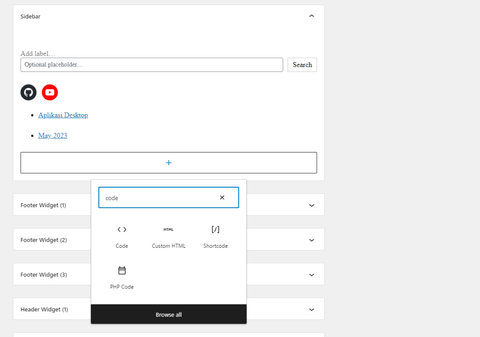 Sidebar
Add label...
Optional placeholder...
Search
Aplikasi Desktop
May 2023
+
code
Code
HTML
Custom HTML
[/]
Shortcode
PHP Code
Footer Widget (1)
Footer Widget (2)
Footer Widget (3)
Header Widget (1)
Browse all